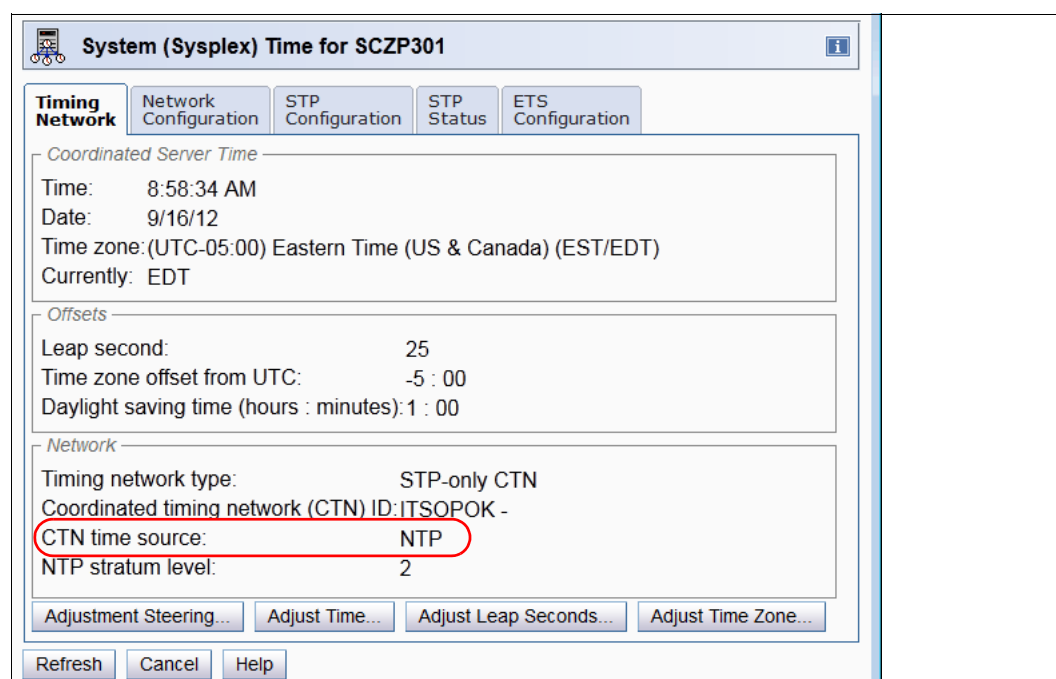 System (Sysplex) Time for SCZP301
i
Timing Network
Network Configuration
STP Configuration
STP Status
ETS Configuration
Coordinated Server Time
Time: 8:58:34 AM
Date: 9/16/12
Time zone: (UTC-05:00) Eastern Time (US & Canada) (EST/EDT)
Currently: EDT
Offsets
Leap second: 25
Time zone offset from UTC: -5 : 00
Daylight saving time (hours : minutes): 1 : 00
Network
Timing network type: STP-only CTN
Coordinated timing network (CTN) ID: ITSOPOK -
CTN time source: NTP
NTP stratum level: 2
Adjustment Steering... Adjust Time... Adjust Leap Seconds... Adjust Time Zone...
Refresh Cancel Help